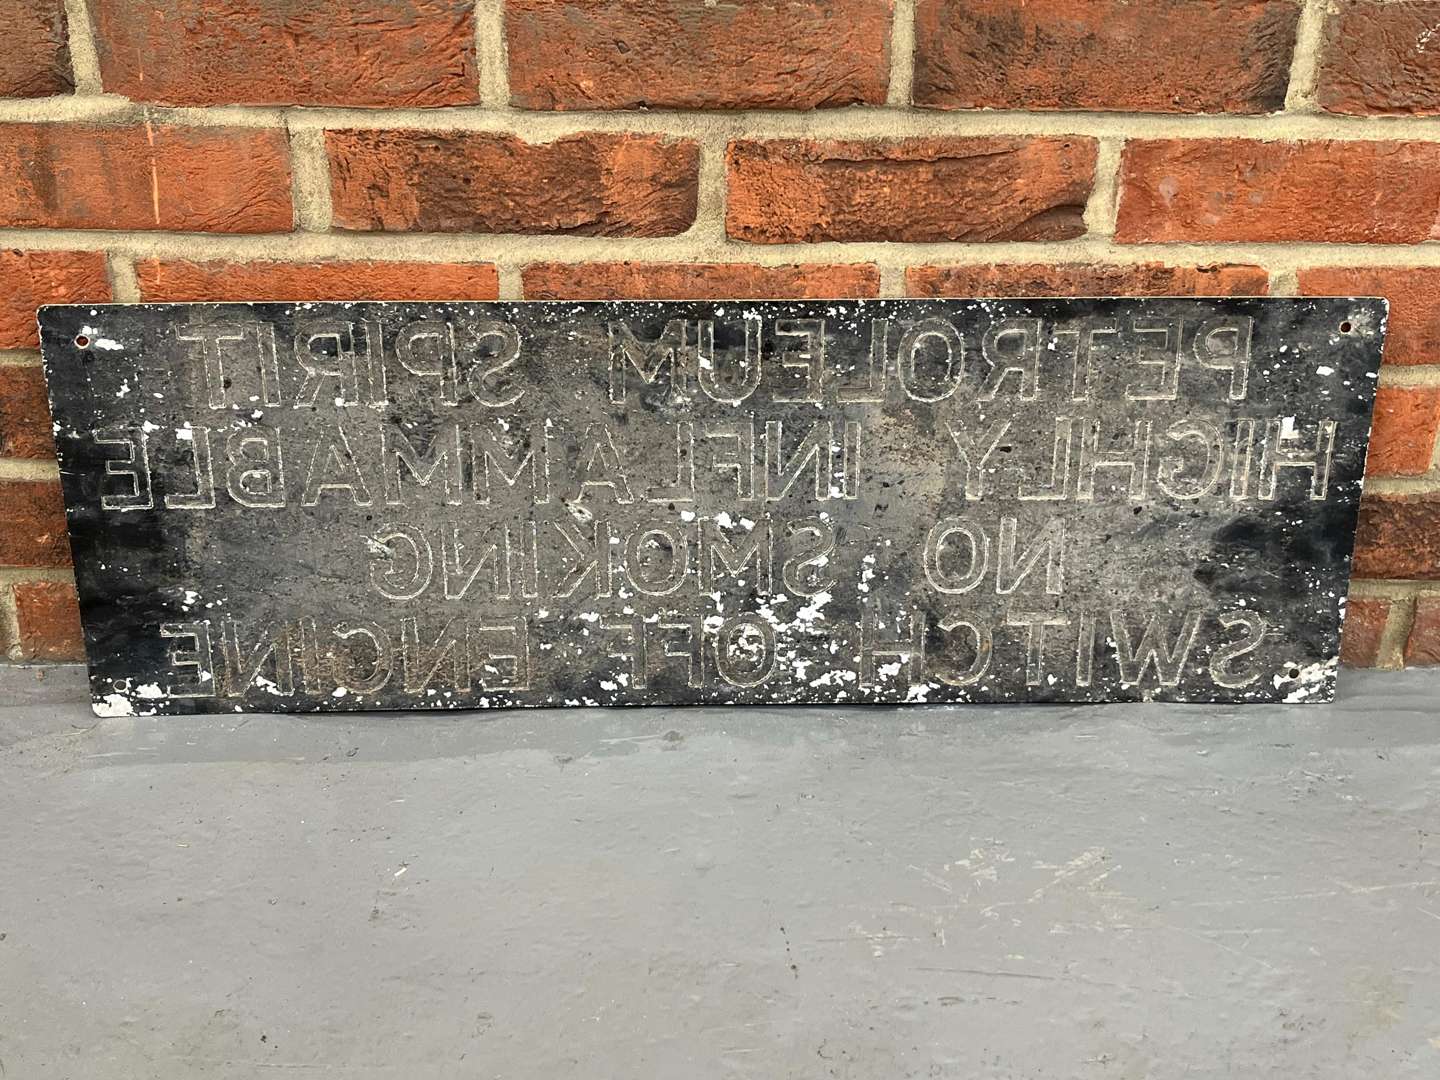 PETROLEUM SPIRIT
HIGHLY INFLAMMABLE
NO SMOKING
SWITCH OFF ENGINE